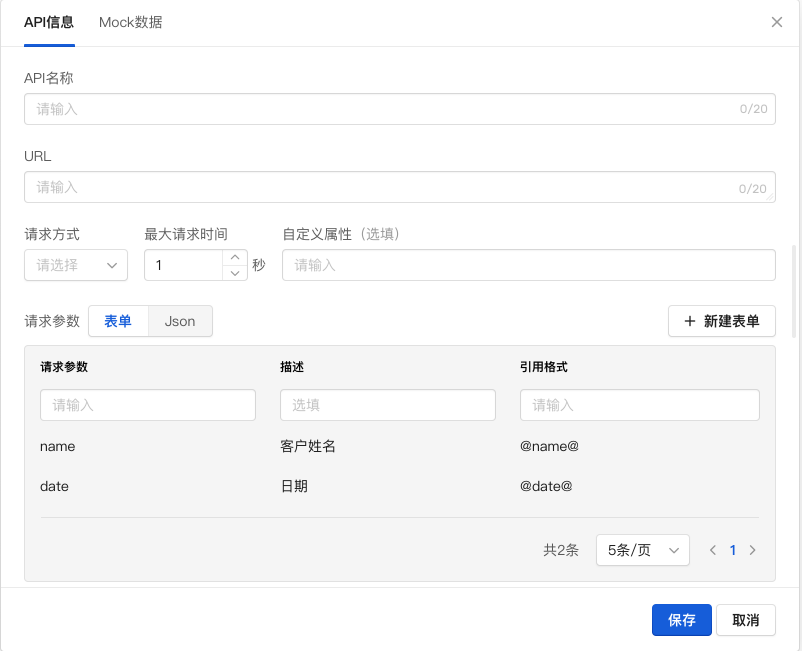 API信息 Mock数据
API名称
请输入 0/20
URL
请输入 0/20
请求方式 最大请求时间 自定义属性（选填）
请选择 1 秒 请输入
请求参数 表单 Json + 新建表单
请求参数 描述 引用格式
请输入 选填 请输入
name 客户姓名 @name@
date 日期 @date@
共2条 5条/页 < 1 >
保存 取消